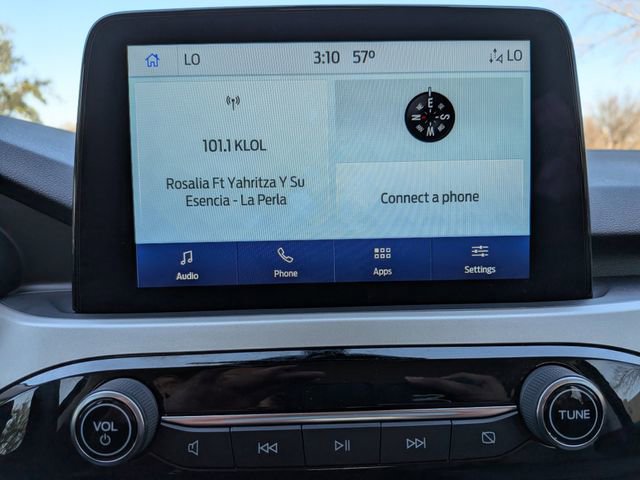 LO 3:10 57º LO
101.1 KLOL
Rosalia Ft Yahritza Y Su
Esencia - La Perla
E
N S
W
Connect a phone
Audio Phone Apps Settings
VOL
TUNE